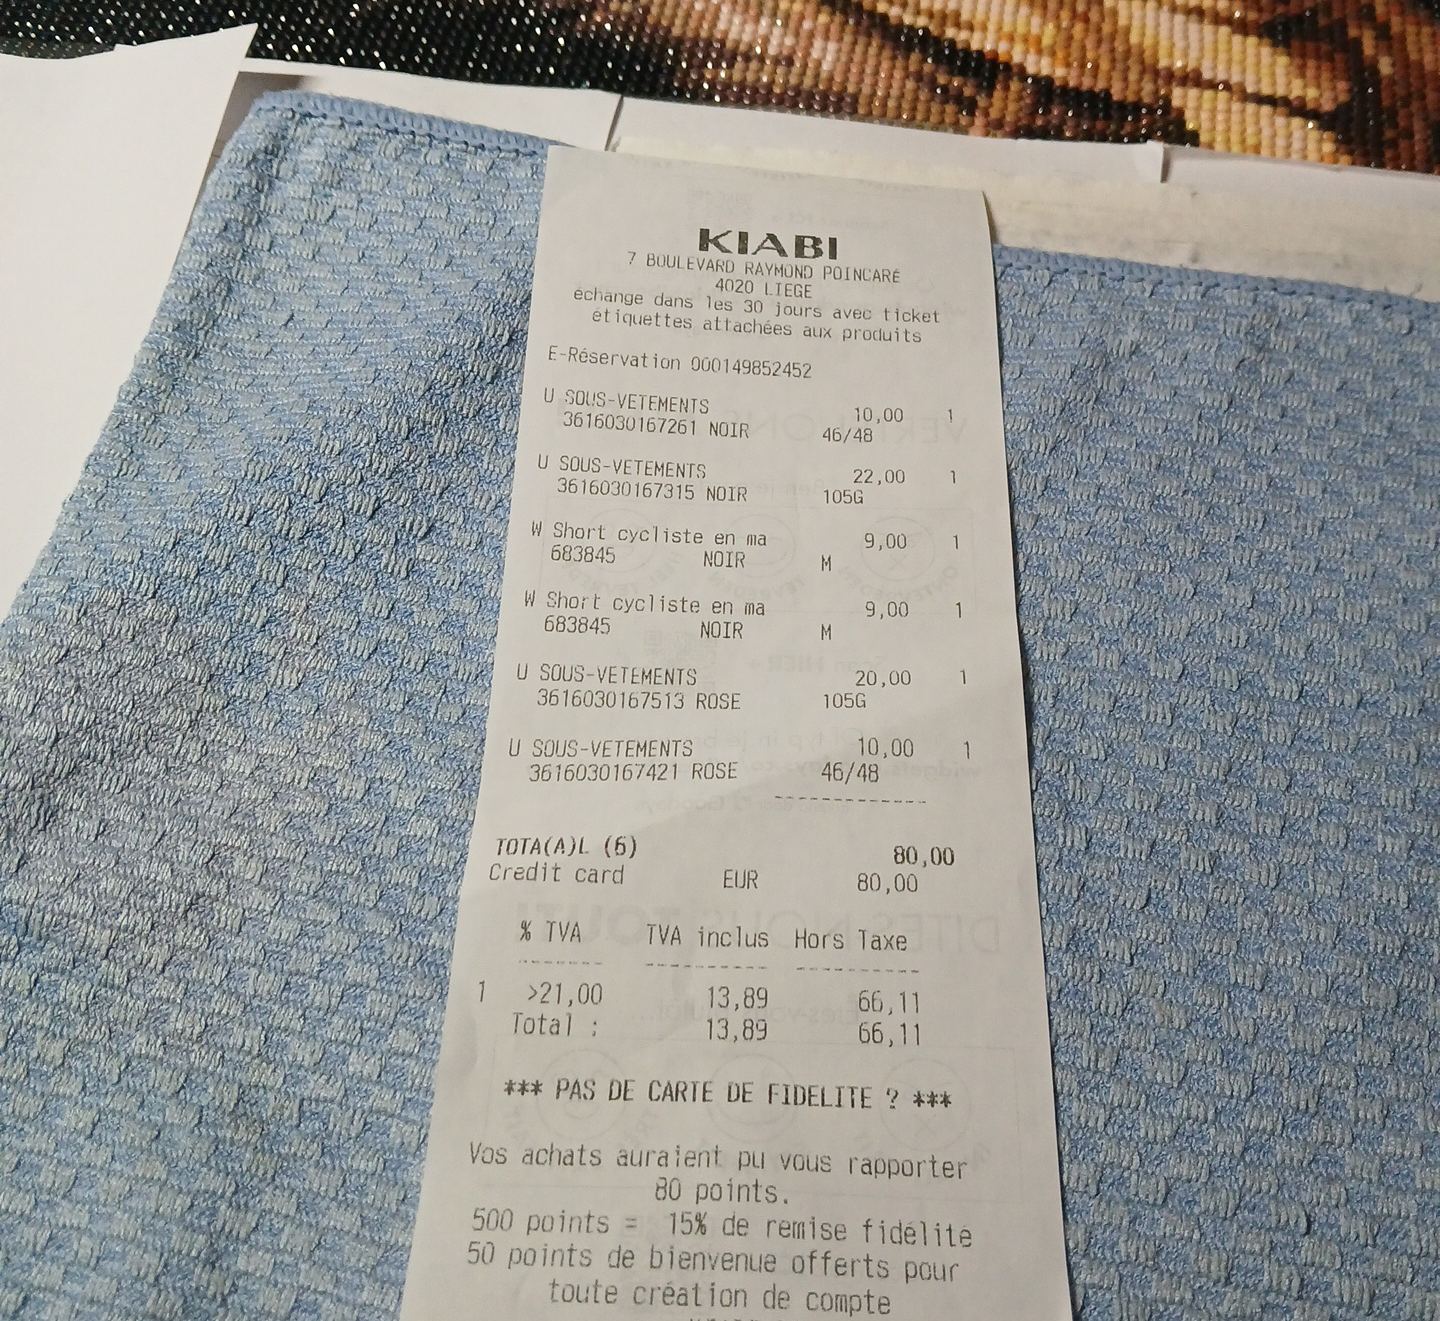 KIABI
7 BOULEVARD RAYMOND POINCARÉ
4020 LIEGE
échange dans les 30 jours avec ticket
étiquettes attachées aux produits
E-Réservation 000149852452
U SOUS-VETEMENTS 10,00 1
3616030167261 NOIR 46/48
U SOUS-VETEMENTS 22,00 1
3616030167315 NOIR 105G
W Short cycliste en ma 9,00 1
683845 NOIR M
W Short cycliste en ma 9,00 1
683845 NOIR M
U SOUS-VETEMENTS 20,00 1
3616030167513 ROSE 105G
U SOUS-VETEMENTS 10,00 1
3616030167421 ROSE 46/48
------------
TOTA(A)L (6) 80,00
Credit card EUR 80,00
% TVA TVA inclus Hors Taxe
------- ---------- ----------
1 >21,00 13,89 66,11
Total : 13,89 66,11
*** PAS DE CARTE DE FIDELITE ? ***
Vos achats auraient pu vous rapporter
80 points.
500 points = 15% de remise fidélité
50 points de bienvenue offerts pour
toute création de compte